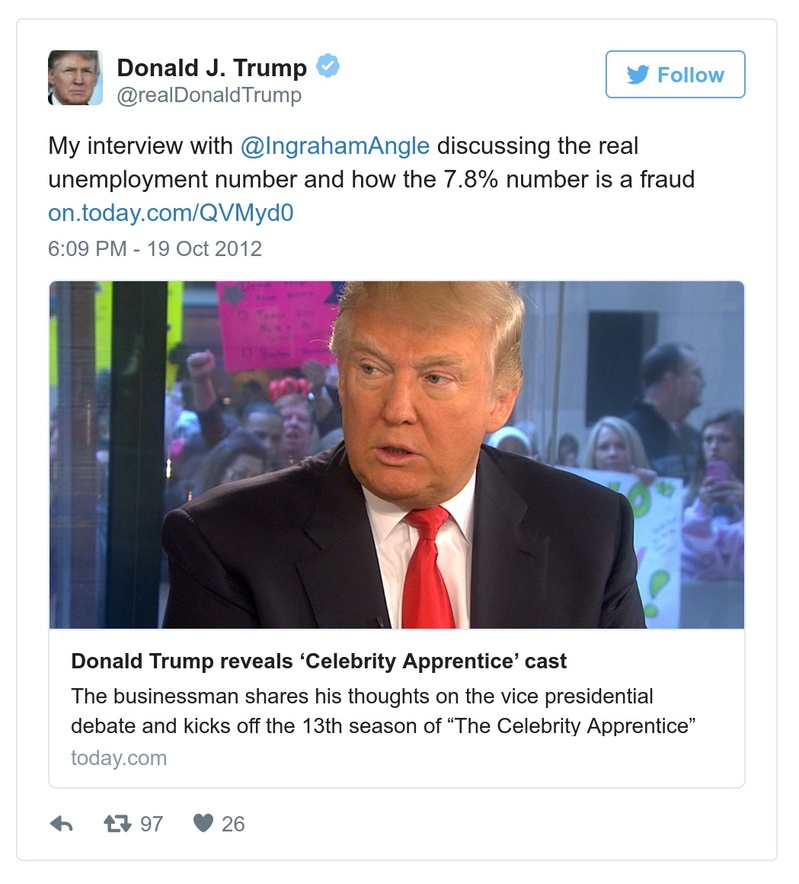 Donald J. Trump
@realDonaldTrump
Follow
My interview with @IngrahamAngle discussing the real
unemployment number and how the 7.8% number is a fraud
on.today.com/QVMyd0
6:09 PM - 19 Oct 2012
Donald Trump reveals ‘Celebrity Apprentice’ cast
The businessman shares his thoughts on the vice presidential
debate and kicks off the 13th season of “The Celebrity Apprentice”
today.com
97
26